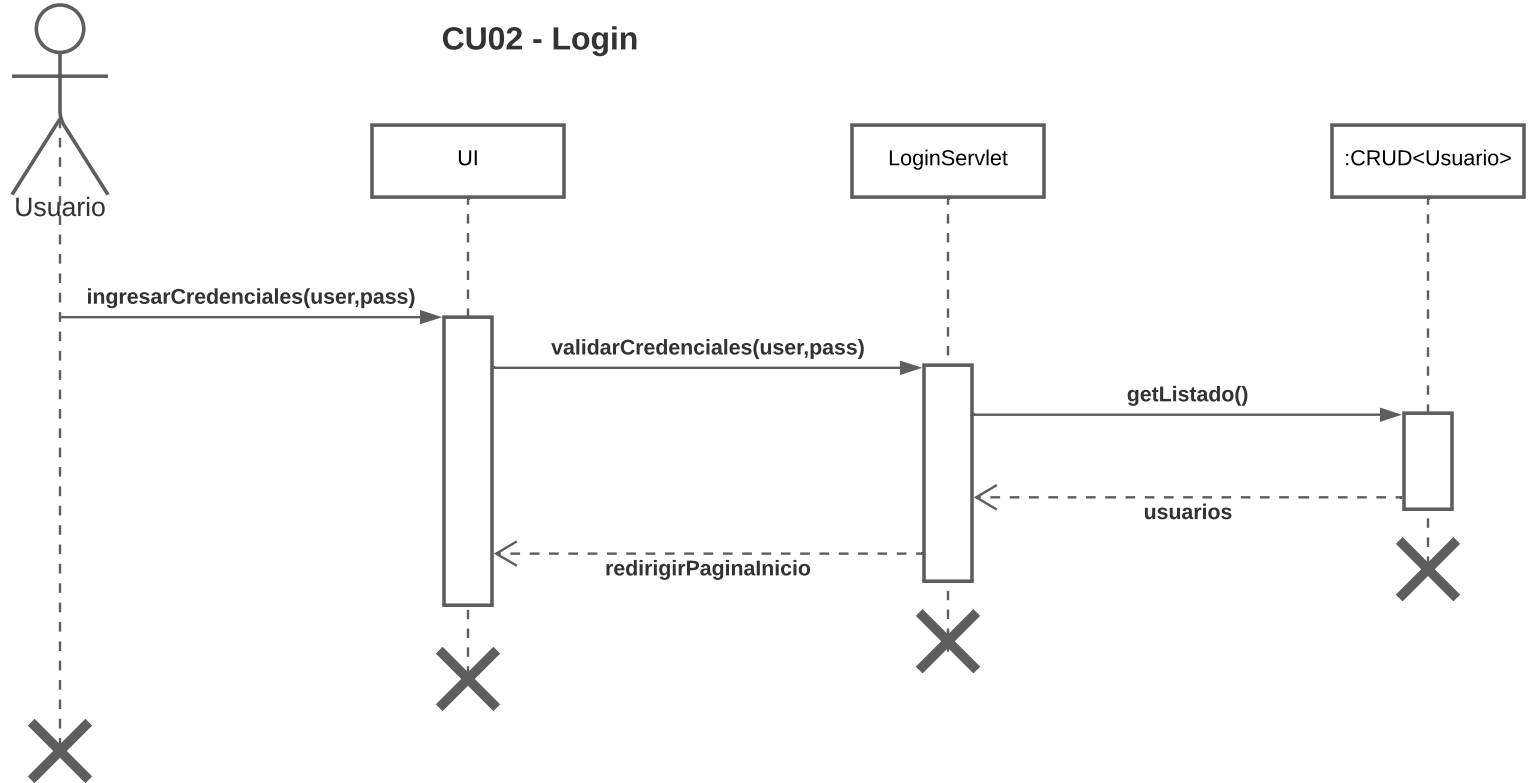 CU02 - Login
UI
LoginServlet
:CRUD<Usuario>
Usuario
ingresarCredenciales(user,pass)
validarCredenciales(user,pass)
getListado()
usuarios
redirigirPaginaInicio